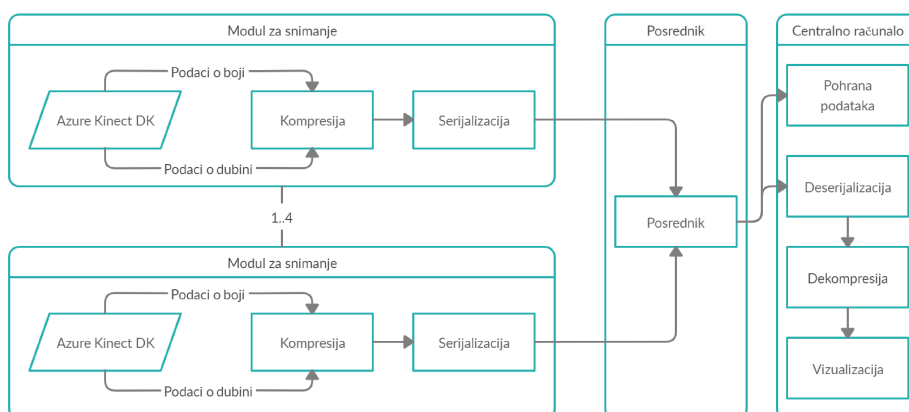 Modul za snimanje
Podaci o boji
Azure Kinect DK
Kompresija
Serijalizacija
Podaci o dubini
1..4
Modul za snimanje
Podaci o boji
Azure Kinect DK
Kompresija
Serijalizacija
Podaci o dubini
Posrednik
Posrednik
Centralno računalo
Pohrana
podataka
Deserijalizacija
Dekompresija
Vizualizacija